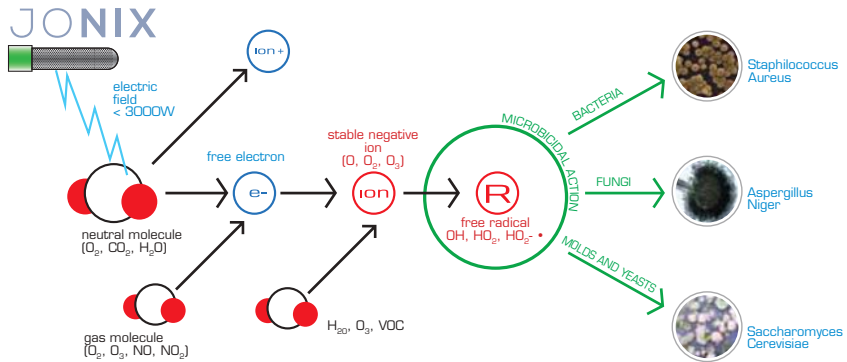 JONIX
electric
field
< 3000W
ion+
free electron
e-
stable negative
ion
(O, O₂, O₃)
ion
MICROBICIDAL ACTION
R
free radical
OH, HO₂, HO₂- •
neutral molecule
(O₂, CO₂, H₂O)
gas molecule
(O₂, O₃, NO, NO₂)
H₂₀, O₃, VOC
BACTERIA
Staphilococcus
Aureus
FUNGI
Aspergillus
Niger
MOLDS AND YEASTS
Saccharomyces
Cerevisiae